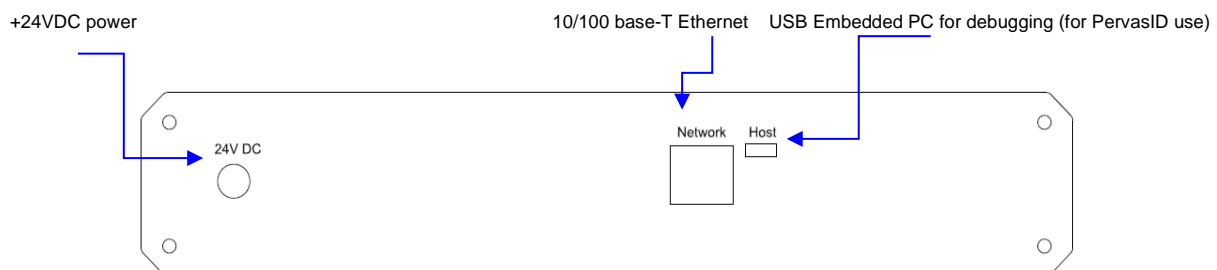 +24VDC power
10/100 base-T Ethernet
USB Embedded PC for debugging (for PervasID use)
Network
Host
24V DC